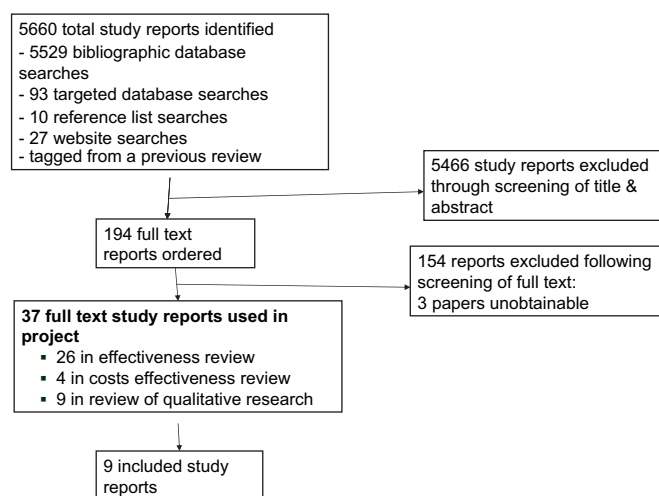 5660 total study reports identified
- 5529 bibliographic database
searches
- 93 targeted database searches
- 10 reference list searches
- 27 website searches
- tagged from a previous review
5466 study reports excluded
through screening of title &
abstract
194 full text
reports ordered
154 reports excluded following
screening of full text:
3 papers unobtainable
37 full text study reports used in
project
▪ 26 in effectiveness review
▪ 4 in costs effectiveness review
▪ 9 in review of qualitative research
9 included study
reports